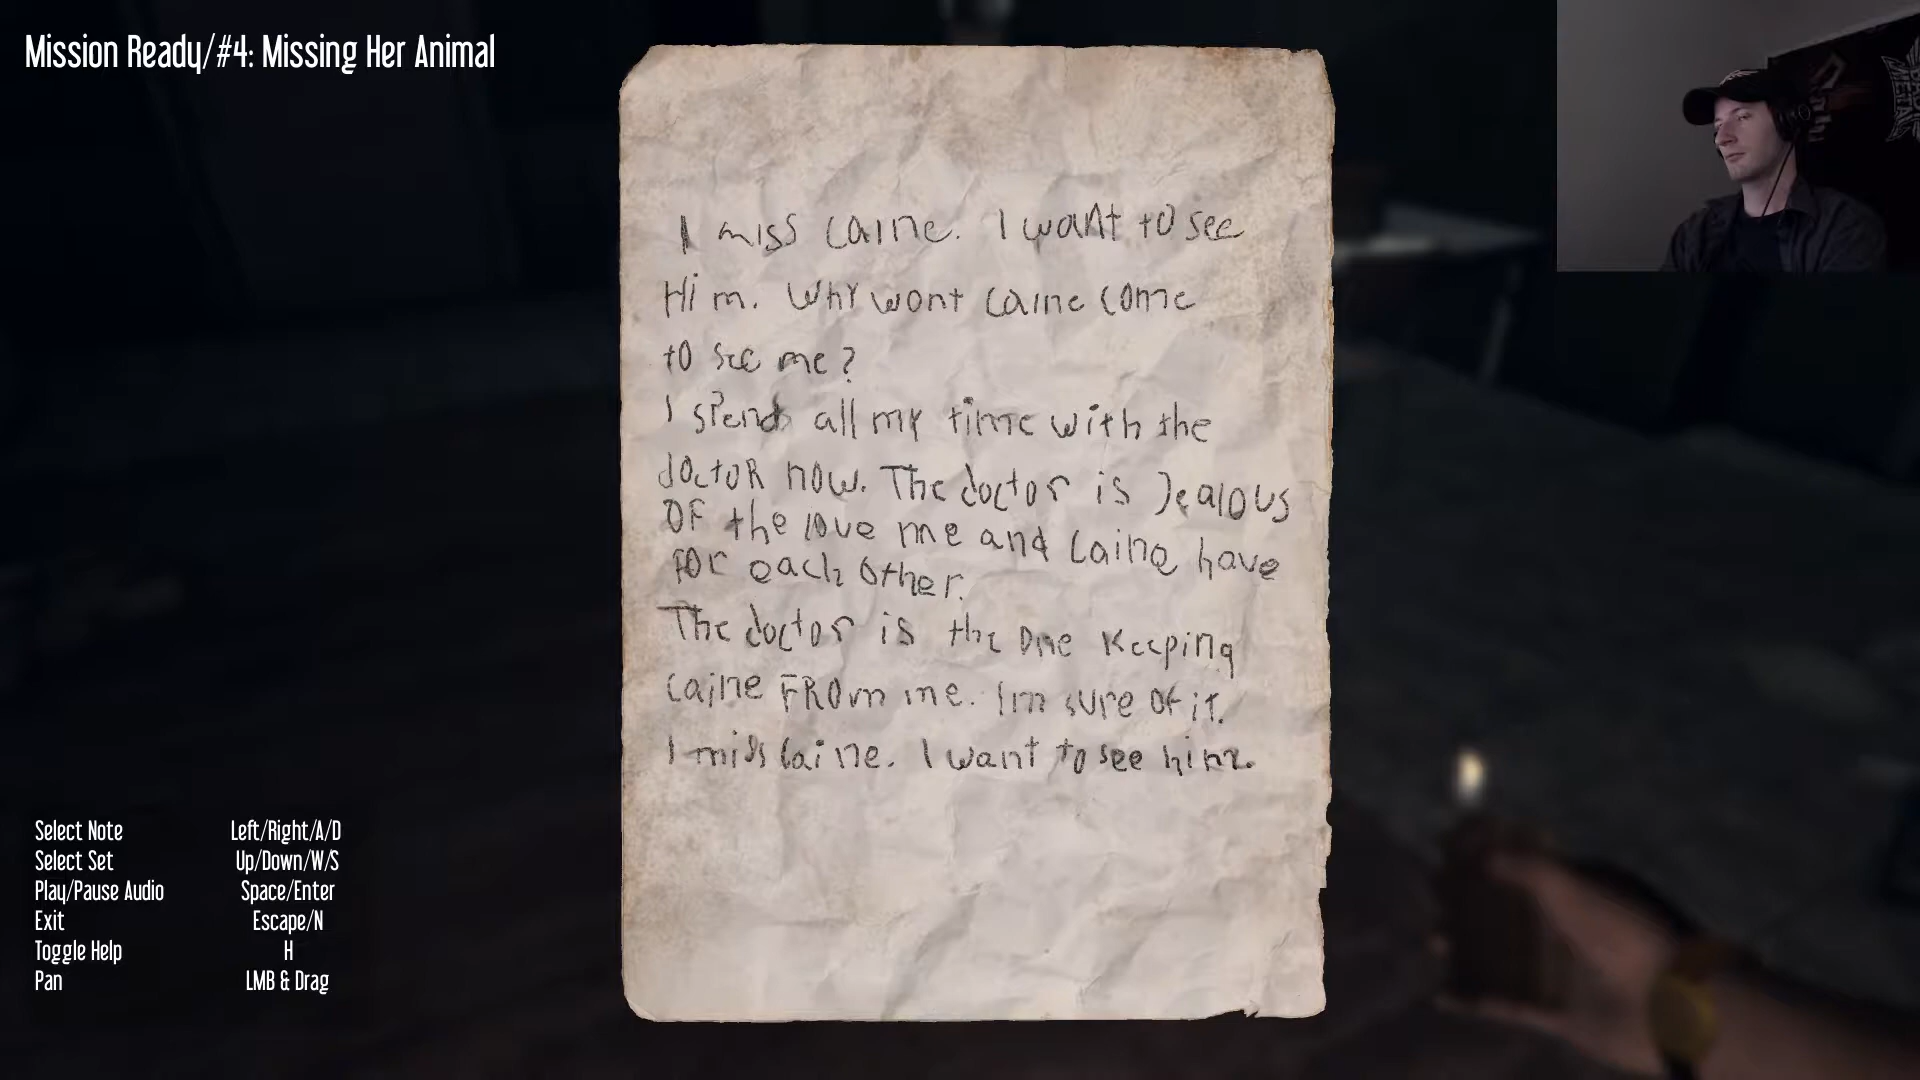 Mission Ready/#4: Missing Her Animal
I miss Caine. I want to see
Him. Why wont Caine come
to see me?
I spend all my time with the
doctoR now. The doctor is Jealous
OF the love me and Caine have
for each other.
The doctor is the one keeping
Caine FROm me. Im sure of it.
I miss Caine. I want to see him.
Select Note Left/Right/A/D
Select Set Up/Down/W/S
Play/Pause Audio Space/Enter
Exit Escape/N
Toggle Help H
Pan LMB & Drag